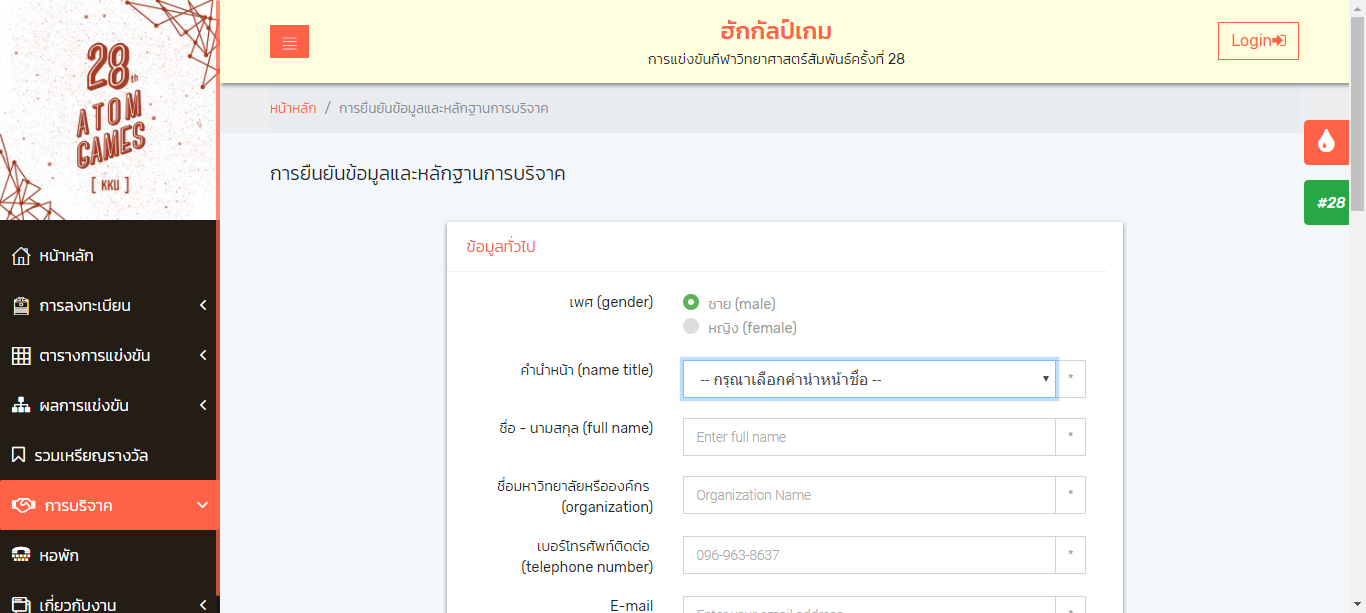 28th
ATOM
GAMES
[ KKU ]
หน้าหลัก
การลงทะเบียน
ตารางการแข่งขัน
ผลการแข่งขัน
รวมเหรียญรางวัล
การบริจาค
หอพัก
เกี่ยวกับงาน
ฮักกัลป์เกม
การแข่งขันกีฬาวิทยาศาสตร์สัมพันธ์ครั้งที่ 28
Login
หน้าหลัก / การยืนยันข้อมูลและหลักฐานการบริจาค
การยืนยันข้อมูลและหลักฐานการบริจาค
#28
ข้อมูลทั่วไป
เพศ (gender)
ชาย (male)
หญิง (female)
คำนำหน้า (name title)
-- กรุณาเลือกคำนำหน้าชื่อ --
*
ชื่อ - นามสกุล (full name)
Enter full name
*
ชื่อมหาวิทยาลัยหรือองค์กร
(organization)
Organization Name
*
เบอร์โทรศัพท์ติดต่อ
(telephone number)
096-963-8637
*
E-mail
Enter your email address
*